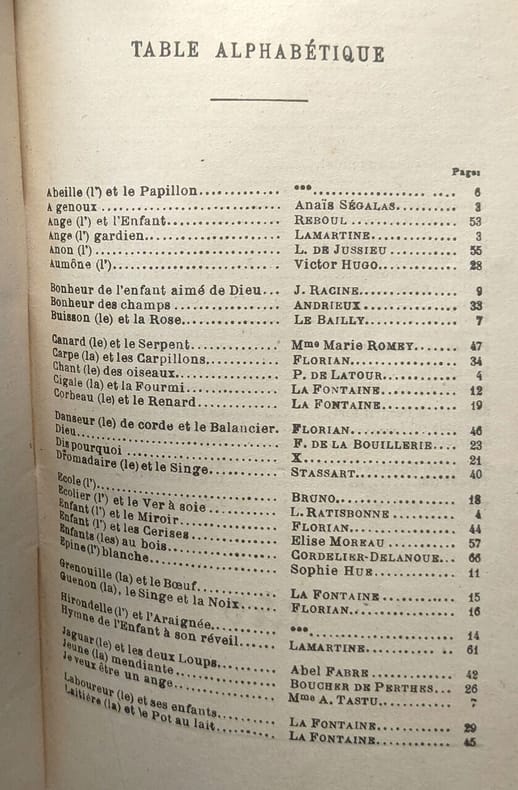 TABLE ALPHABÉTIQUE
Pages
Abeille (l') et le Papillon............. *** .................. 6
A genoux ............................. Anaïs SÉGALAS............ 3
Ange (l') et l'Enfant................. REBOUL .................. 53
Ange (l') gardien..................... LAMARTINE................ 3
Anon (l') ............................ L. DE JUSSIEU ........... 55
Aumône (l')........................... Victor HUGO.............. 28
Bonheur de l'enfant aimé de Dieu... J. RACINE................ 9
Bonheur des champs ................... ANDRIEUX................. 33
Buisson (le) et la Rose............... LE BAILLY................ 7
Canard (le) et le Serpent............. Mme Marie ROMEY.......... 47
Carpe (la) et les Carpillons.......... FLORIAN.................. 34
Chant (le) des oiseaux................ P. DE LATOUR............. 4
Cigale (la) et la Fourmi.............. LA FONTAINE.............. 12
Corbeau (le) et le Renard............. LA FONTAINE.............. 19
Danseur (le) de corde et le Balancier. FLORIAN.................. 46
Dieu.................................. F. DE LA BOUILLERIE.... 23
Dis pourquoi ......................... X........................ 21
Dromadaire (le) et le Singe........... STASSART................. 40
Ecole (l')............................ BRUNO.................... 18
Ecolier (l') et le Ver à soie......... L. RATISBONNE ........... 4
Enfant (l') et le Miroir.............. FLORIAN.................. 44
Enfant (l') et les Cerises............ Elise MOREAU ............ 57
Enfants (les) au bois................. CORDELIER-DELANOUE... 66
Epine (l') blanche.................... Sophie HUE............... 11
Grenouille (la) et le Bœuf............ LA FONTAINE ............. 15
Guenon (la), le Singe et la Noix...... FLORIAN.................. 16
Hirondelle (l') et l'Araignée......... ***...................... 14
Hymne de l'Enfant à son réveil........ LAMARTINE................ 61
Jaguar (le) et les deux Loups......... Abel FABRE .............. 42
Jeune (la) mendiante.................. BOUCHER DE PERTHES... 26
Je veux être un ange.................. Mme A. TASTU............. 7
Laboureur (le) et ses enfants......... LA FONTAINE.............. 29
Laitière (la) et le Pot au lait....... LA FONTAINE.............. 45